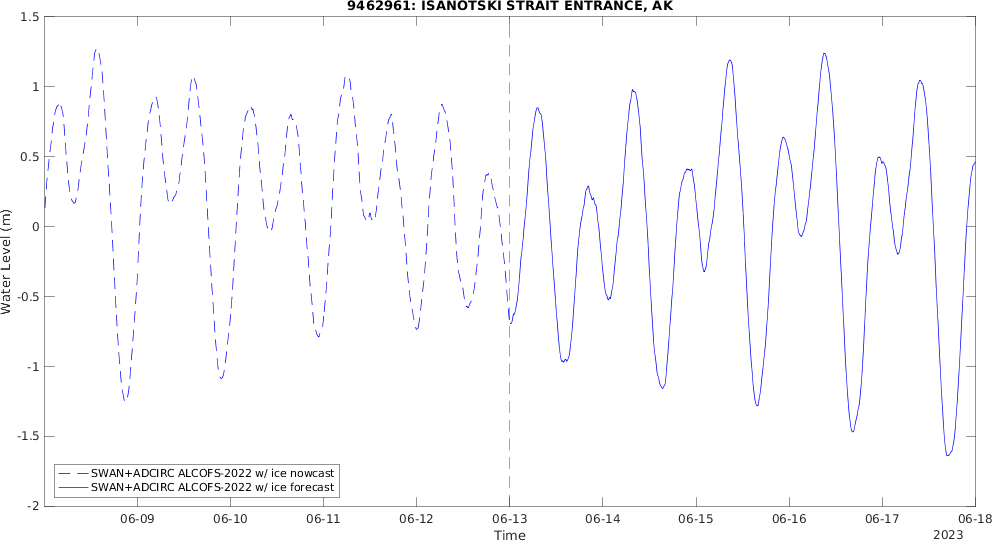 9462961: ISANOTSKI STRAIT ENTRANCE, AK
1.5
1
0.5
0
-0.5
-1
-1.5
-2
Water Level (m)
SWAN+ADCIRC ALCOFS-2022 w/ ice nowcast
SWAN+ADCIRC ALCOFS-2022 w/ ice forecast
06-09 06-10 06-11 06-12 06-13 06-14 06-15 06-16 06-17 06-18
Time
2023